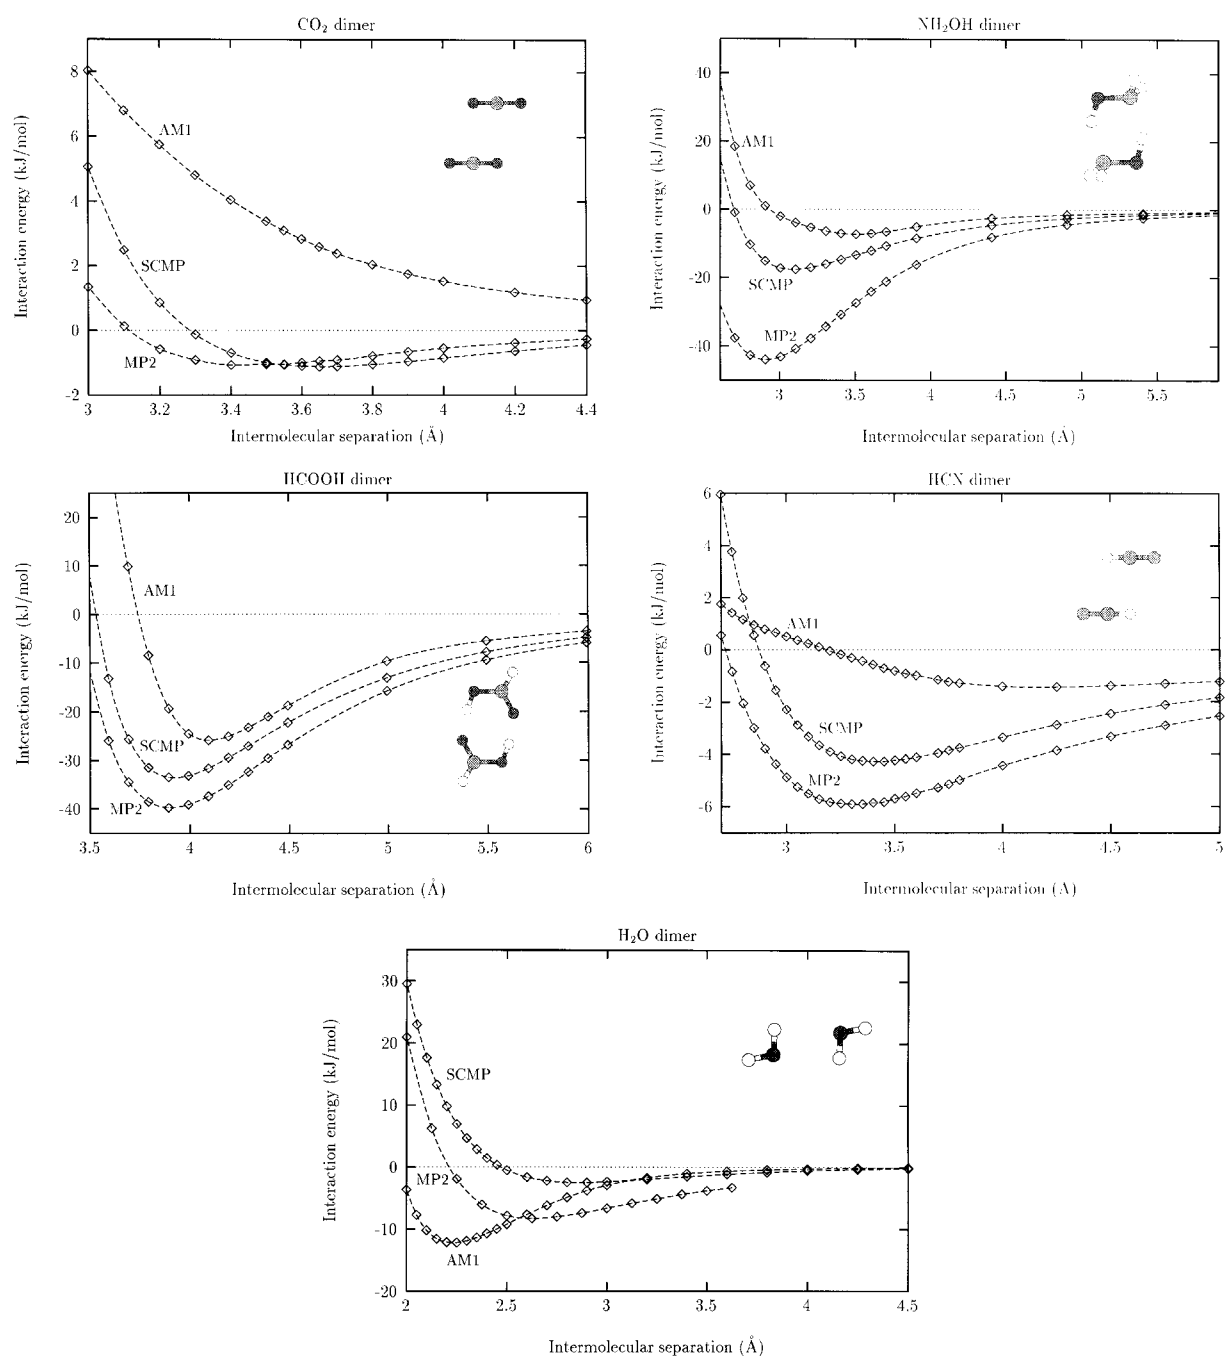 CO₂ dimer
Interaction energy (kJ/mol)
8
6
4
2
0
-2
3
3.2
3.4
3.6
3.8
4
4.2
4.4
AM1
SCMP
MP2
Intermolecular separation (Å)
NH₂OH dimer
Interaction energy (kJ/mol)
40
20
0
-20
-40
3
3.5
4
4.5
5
5.5
AM1
SCMP
MP2
Intermolecular separation (Å)
HCOOH dimer
Interaction energy (kJ/mol)
20
10
0
-10
-20
-30
-40
3.5
4
4.5
5
5.5
6
AM1
SCMP
MP2
Intermolecular separation (Å)
HCN dimer
Interaction energy (kJ/mol)
6
4
2
0
-2
-4
-6
3
3.5
4
4.5
5
AM1
SCMP
MP2
Intermolecular separation (Å)
H₂O dimer
Interaction energy (kJ/mol)
30
20
10
0
-10
-20
2
2.5
3
3.5
4
4.5
SCMP
MP2
AM1
Intermolecular separation (Å)